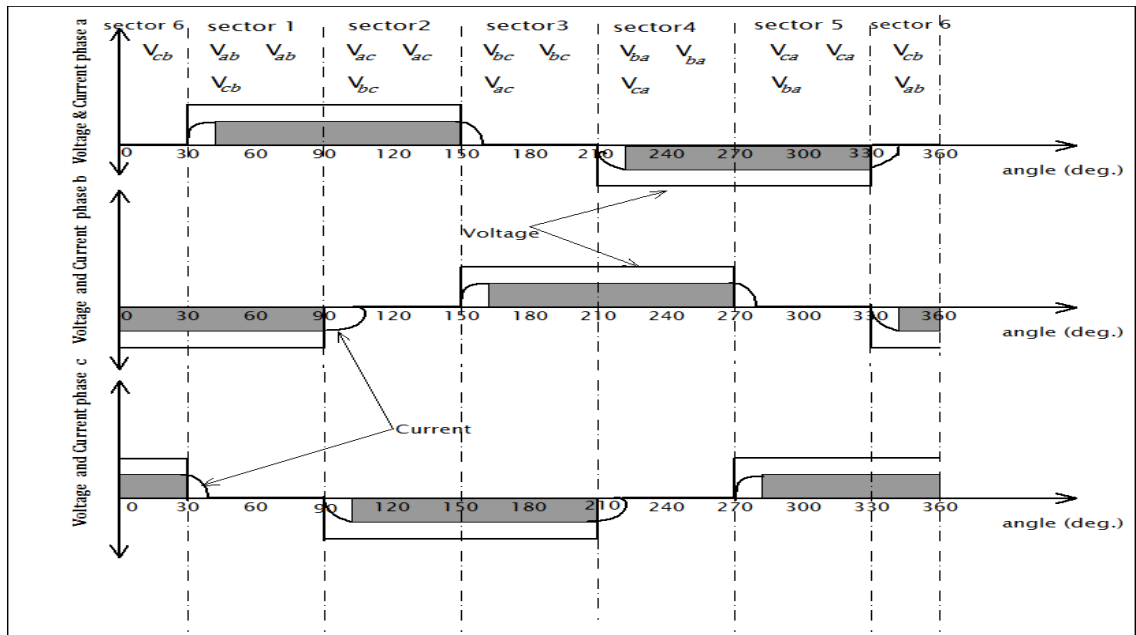 sector 6 sector 1 sector2 sector3 sector4 sector 5 sector 6
Vcb Vab Vab Vac Vac Vbc Vbc Vba Vba Vca Vca Vcb
Vcb Vbc Vac Vca Vba Vab
Voltage & Current phase a
0 30 60 90 120 150 180 210 240 270 300 330 360
angle (deg.)
Voltage
Voltage and Current phase b
0 30 60 90 120 150 180 210 240 270 300 330 360
angle (deg.)
Current
Voltage and Current phase c
0 30 60 90 120 150 180 210 240 270 300 330 360
angle (deg.)